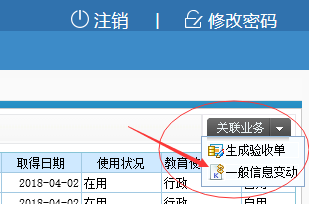 注销 | 修改密码
关联业务
生成验收单
一般信息变动
取得日期 使用状况 教育使
2018-04-02 在用 行政
2018-04-02 在用 行政